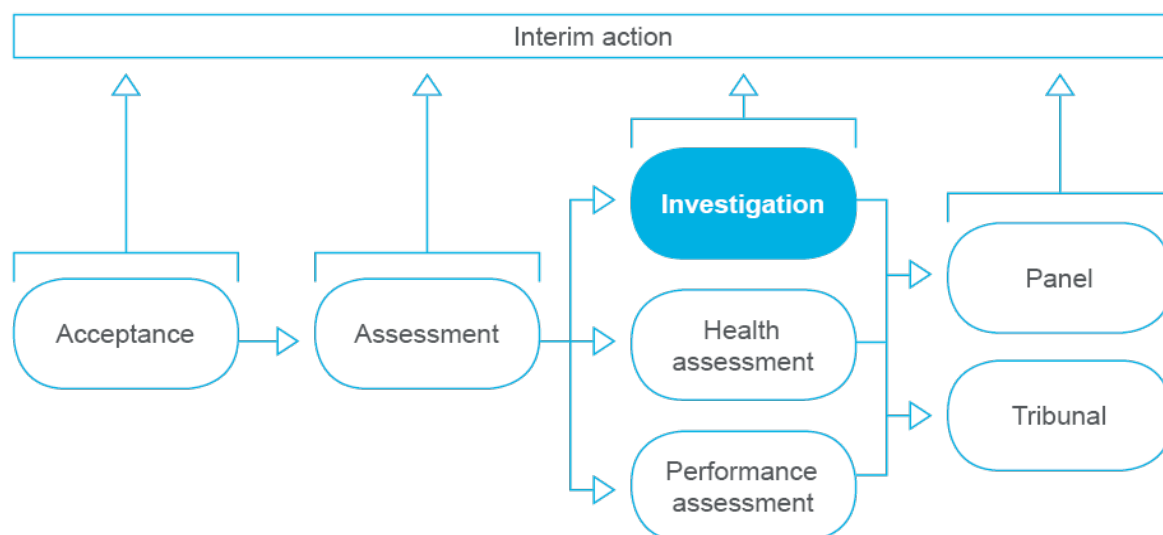 Interim action
Acceptance
Assessment
Investigation
Health
assessment
Performance
assessment
Panel
Tribunal